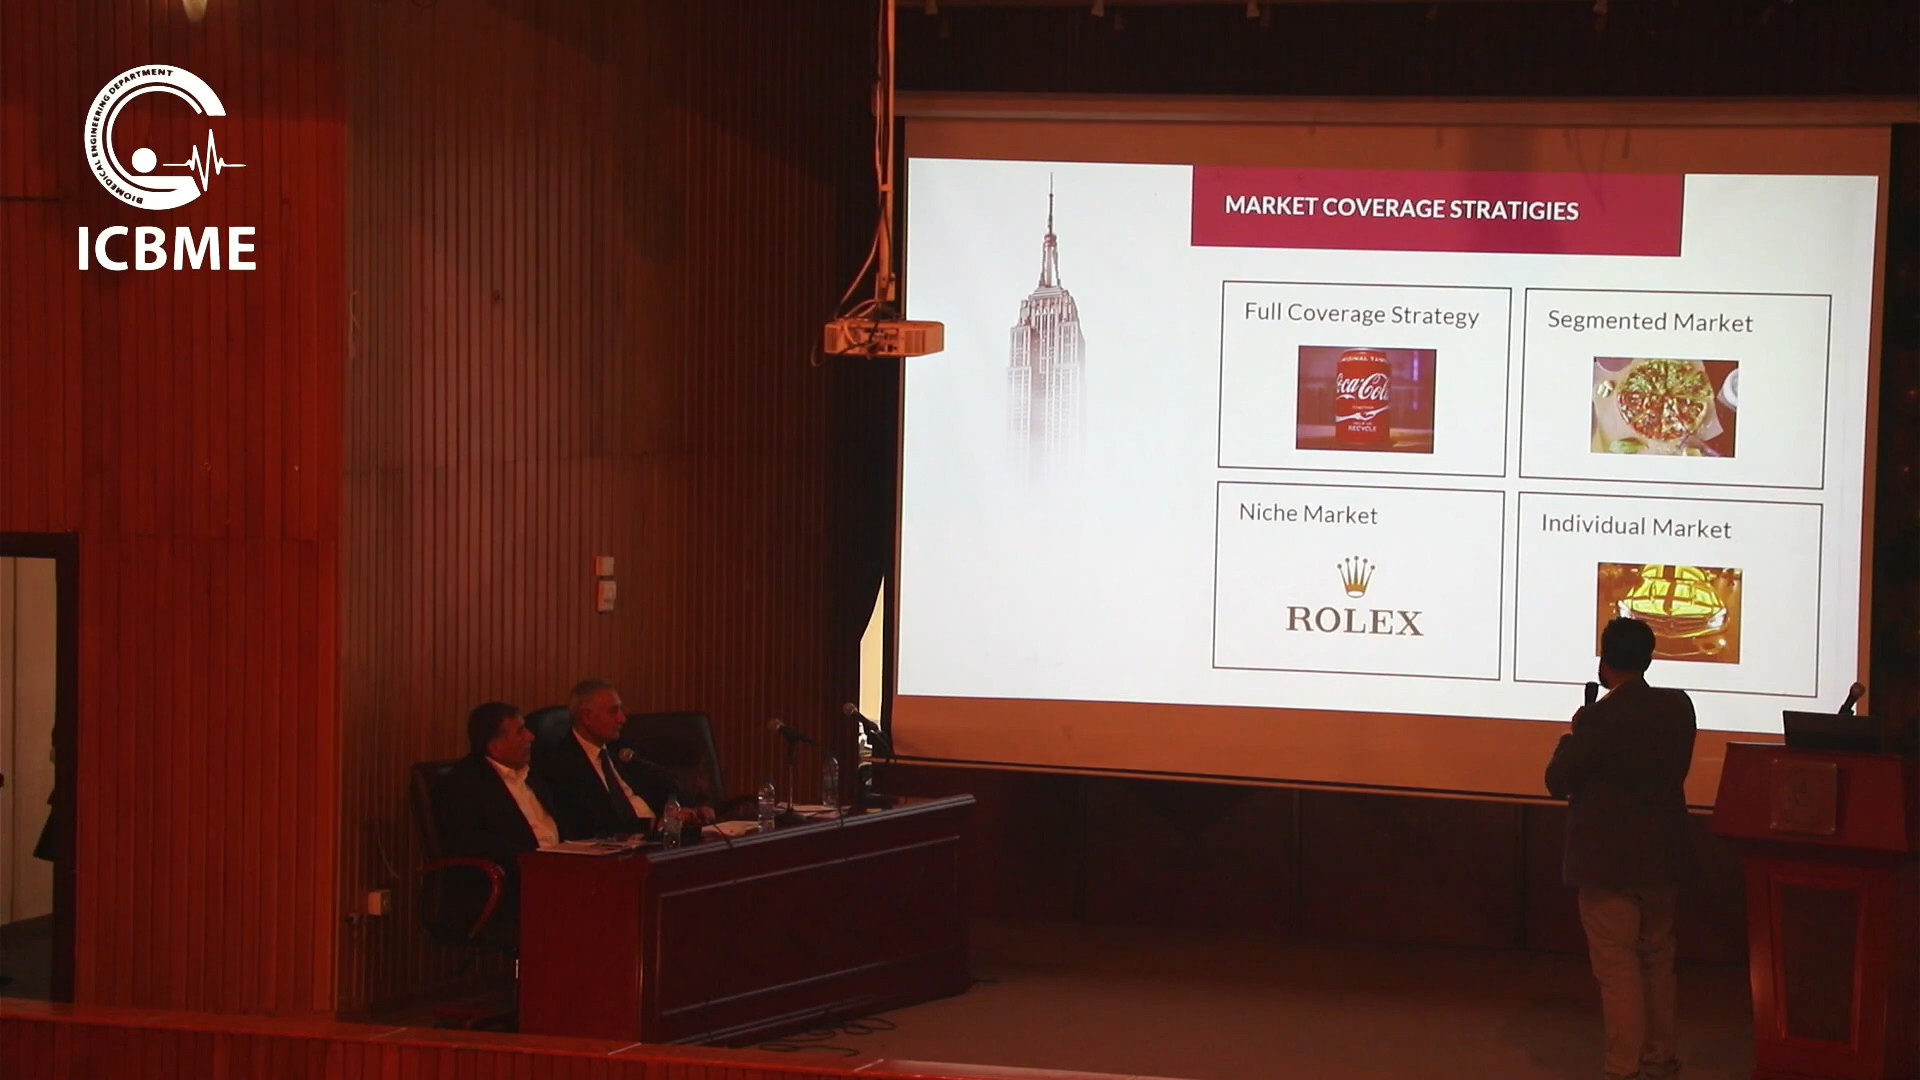 BIOMEDICAL ENGINEERING DEPARTMENT
ICBME
MARKET COVERAGE STRATIGIES
Full Coverage Strategy
Coca-Cola
RECYCLE
Segmented Market
Niche Market
ROLEX
Individual Market